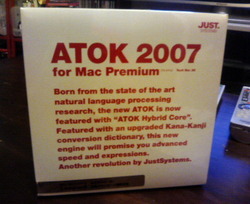 JUST.
ATOK 2007
for Mac Premium
Born from the state of the art
natural language processing
research, the new ATOK is now
featured with "ATOK Hybrid Core".
Featured with an upgraded Kana-Kanji
conversion dictionary, this new
engine will promise you advanced
speed and expressions.
Another revolution by JustSystems.